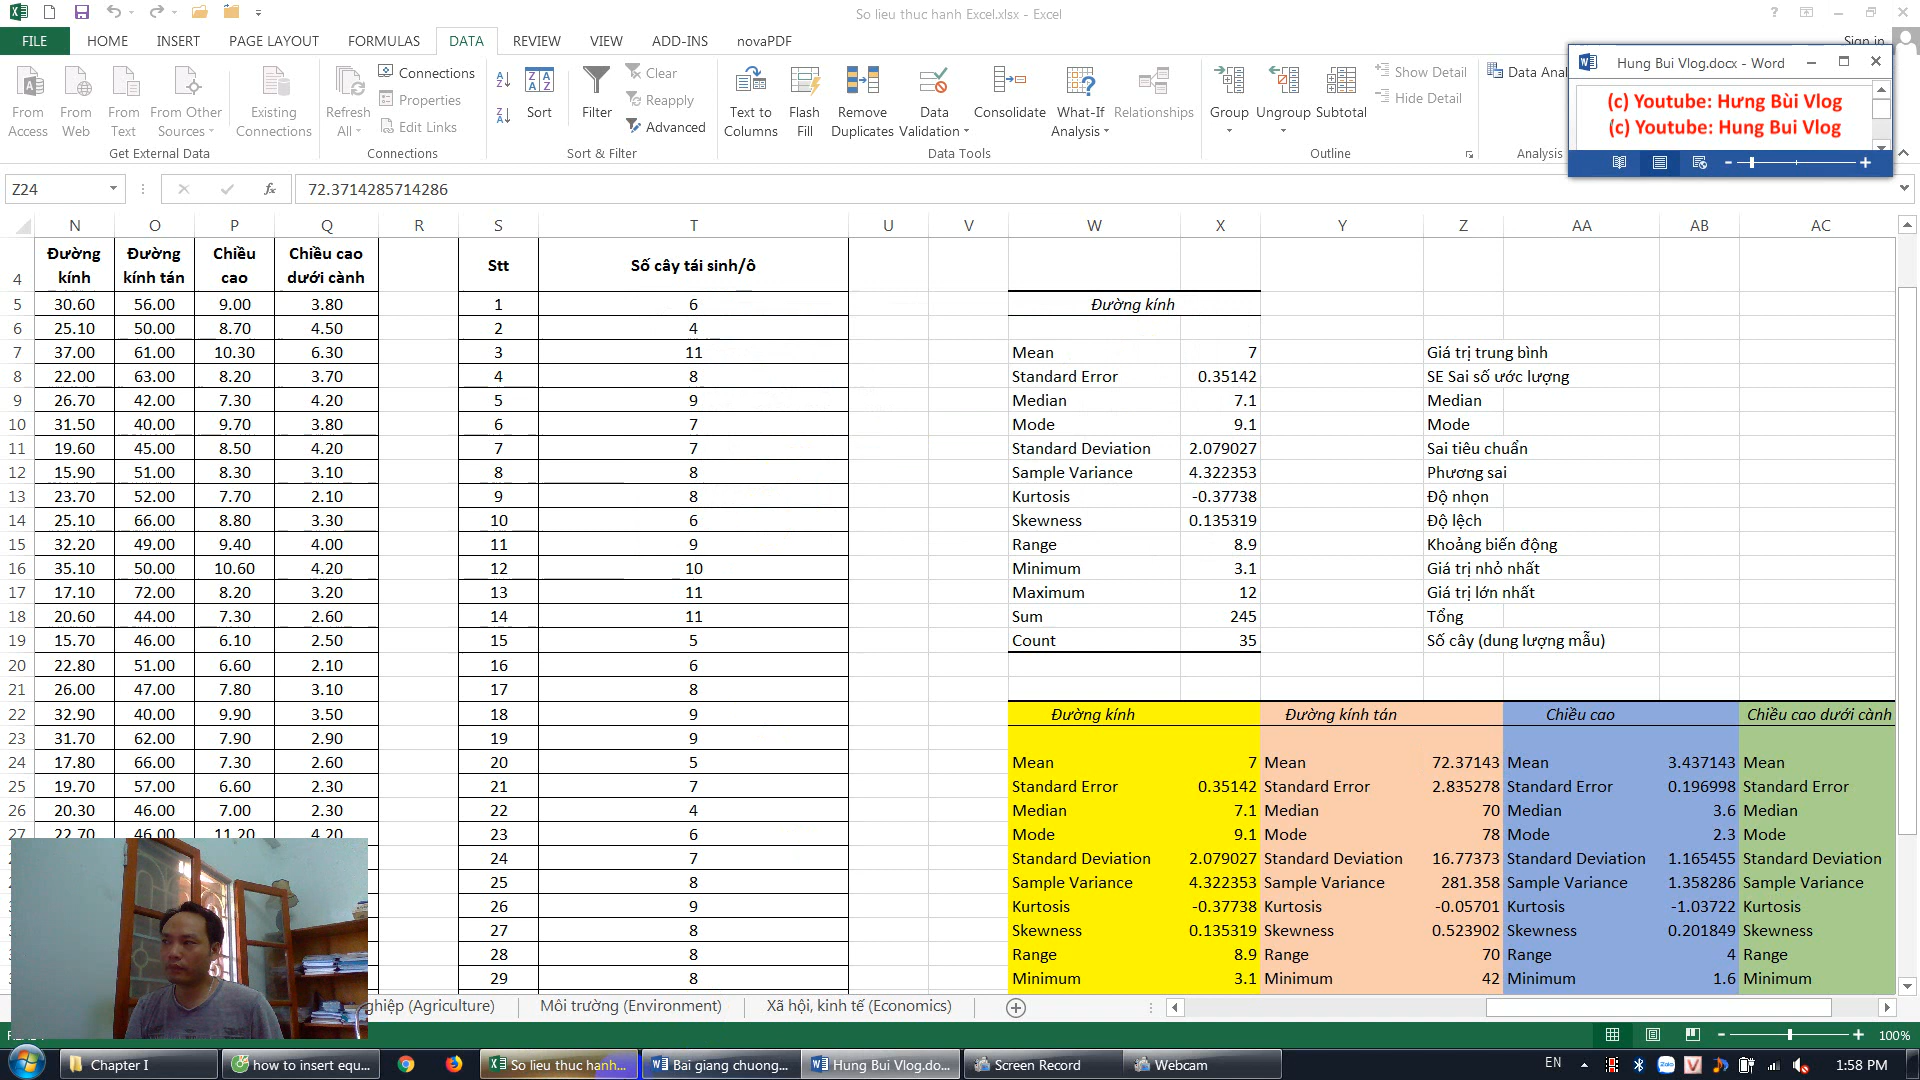 So lieu thuc hanh Excel.xlsx - Excel
FILE HOME INSERT PAGE LAYOUT FORMULAS DATA REVIEW VIEW ADD-INS novaPDF Sign in
From Access From Web From Text From Other Sources Existing Connections Refresh All Connections Properties Edit Links Sort Filter Clear Reapply Advanced Text to Columns Flash Fill Remove Duplicates Data Validation Consolidate What-If Analysis Relationships Group Ungroup Subtotal Show Detail Hide Detail Data Anal
Get External Data Connections Sort & Filter Data Tools Outline Analysis
Hung Bui Vlog.docx - Word
(c) Youtube: Hưng Bùi Vlog
(c) Youtube: Hung Bui Vlog
Z24 fx 72.3714285714286
N O P Q R S T U V W X Y Z AA AB AC
4 Đường kính Đường kính tán Chiều cao Chiều cao dưới cành Stt Số cây tái sinh/ô
5 30.60 56.00 9.00 3.80 1 6 Đường kính
6 25.10 50.00 8.70 4.50 2 4
7 37.00 61.00 10.30 6.30 3 11 Mean 7 Giá trị trung bình
8 22.00 63.00 8.20 3.70 4 8 Standard Error 0.35142 SE Sai số ước lượng
9 26.70 42.00 7.30 4.20 5 9 Median 7.1 Median
10 31.50 40.00 9.70 3.80 6 7 Mode 9.1 Mode
11 19.60 45.00 8.50 4.20 7 7 Standard Deviation 2.079027 Sai tiêu chuẩn
12 15.90 51.00 8.30 3.10 8 8 Sample Variance 4.322353 Phương sai
13 23.70 52.00 7.70 2.10 9 8 Kurtosis -0.37738 Độ nhọn
14 25.10 66.00 8.80 3.30 10 6 Skewness 0.135319 Độ lệch
15 32.20 49.00 9.40 4.00 11 9 Range 8.9 Khoảng biến động
16 35.10 50.00 10.60 4.20 12 10 Minimum 3.1 Giá trị nhỏ nhất
17 17.10 72.00 8.20 3.20 13 11 Maximum 12 Giá trị lớn nhất
18 20.60 44.00 7.30 2.60 14 11 Sum 245 Tổng
19 15.70 46.00 6.10 2.50 15 5 Count 35 Số cây (dung lượng mẫu)
20 22.80 51.00 6.60 2.10 16 6
21 26.00 47.00 7.80 3.10 17 8
22 32.90 40.00 9.90 3.50 18 9 Đường kính Đường kính tán Chiều cao Chiều cao dưới cành
23 31.70 62.00 7.90 2.90 19 9
24 17.80 66.00 7.30 2.60 20 5 Mean 7 Mean 72.37143 Mean 3.437143 Mean
25 19.70 57.00 6.60 2.30 21 7 Standard Error 0.35142 Standard Error 2.835278 Standard Error 0.196998 Standard Error
26 20.30 46.00 7.00 2.30 22 4 Median 7.1 Median 70 Median 3.6 Median
27 22.70 46.00 11.20 4.20 23 6 Mode 9.1 Mode 78 Mode 2.3 Mode
24 7 Standard Deviation 2.079027 Standard Deviation 16.77373 Standard Deviation 1.165455 Standard Deviation
25 8 Sample Variance 4.322353 Sample Variance 281.358 Sample Variance 1.358286 Sample Variance
26 9 Kurtosis -0.37738 Kurtosis -0.05701 Kurtosis -1.03722 Kurtosis
27 8 Skewness 0.135319 Skewness 0.523902 Skewness 0.201849 Skewness
28 8 Range 8.9 Range 70 Range 4 Range
29 8 Minimum 3.1 Minimum 42 Minimum 1.6 Minimum
ghiệp (Agriculture) Môi trường (Environment) Xã hội, kinh tế (Economics)
100%
Chapter I how to insert equ... So lieu thuc hanh... Bai giang chuong... Hung Bui Vlog.do... Screen Record Webcam EN 1:58 PM